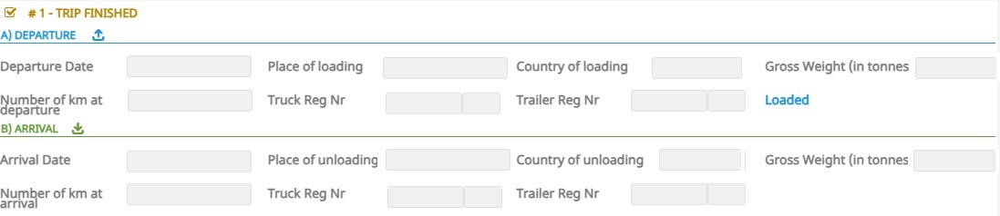 # 1 - TRIP FINISHED
A) DEPARTURE
Departure Date Place of loading Country of loading Gross Weight (in tonnes
Number of km at departure Truck Reg Nr Trailer Reg Nr Loaded
B) ARRIVAL
Arrival Date Place of unloading Country of unloading Gross Weight (in tonnes
Number of km at arrival Truck Reg Nr Trailer Reg Nr